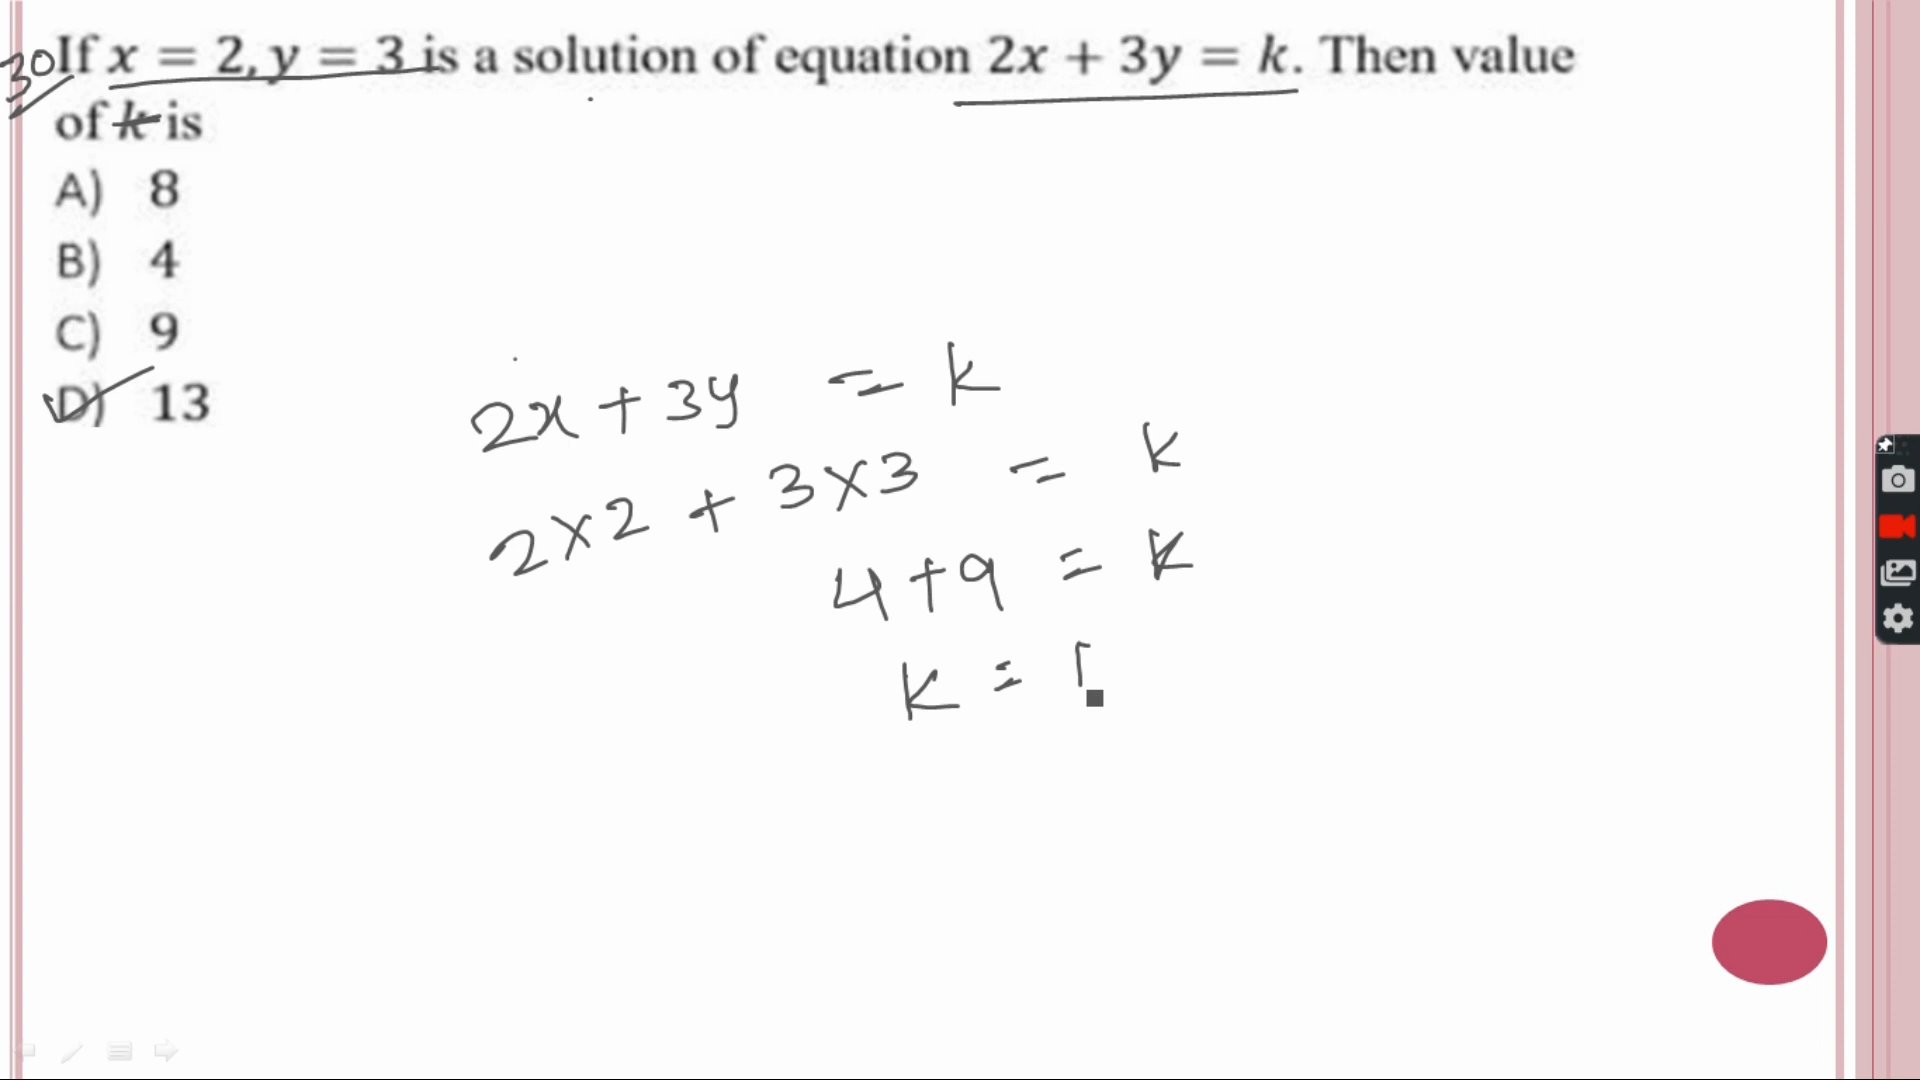 30 If x = 2, y = 3 is a solution of equation 2x + 3y = k. Then value
of k is
A) 8
B) 4
C) 9
D) 13
2x + 3y = k
2×2 + 3×3 = k
4+9 = k
k =